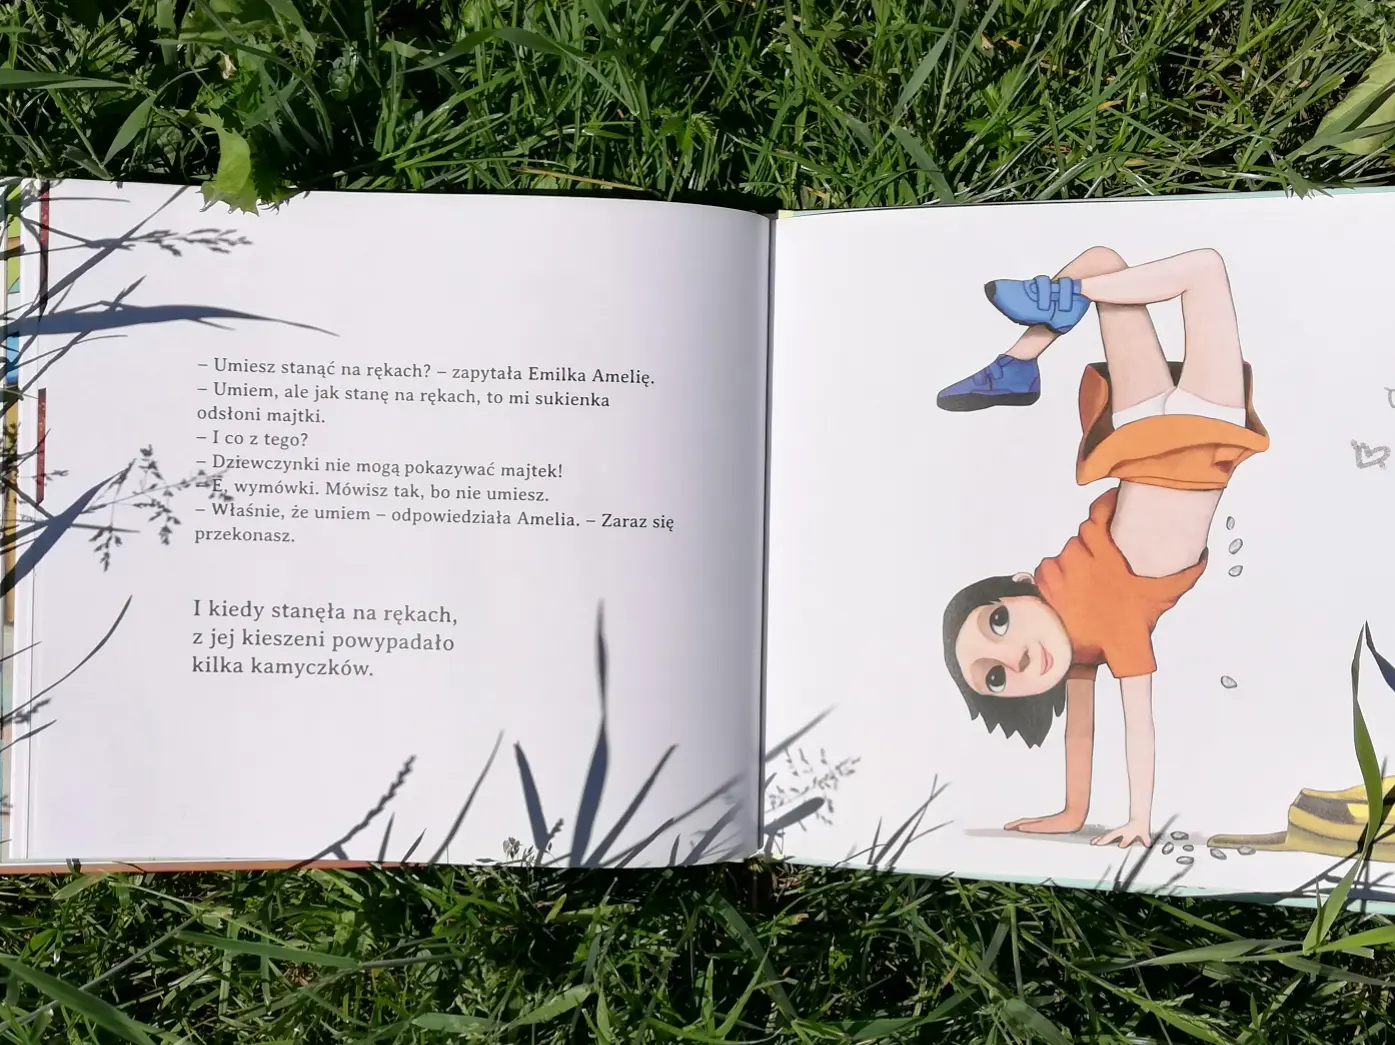 – Umiesz stanąć na rękach? – zapytała Emilka Amelię.
– Umiem, ale jak stanę na rękach, to mi sukienka
odsłoni majtki.
– I co z tego?
– Dziewczynki nie mogą pokazywać majtek!
– E, wymówki. Mówisz tak, bo nie umiesz.
– Właśnie, że umiem – odpowiedziała Amelia. – Zaraz się
przekonasz.
I kiedy stanęła na rękach,
z jej kieszeni powypadało
kilka kamyczków.